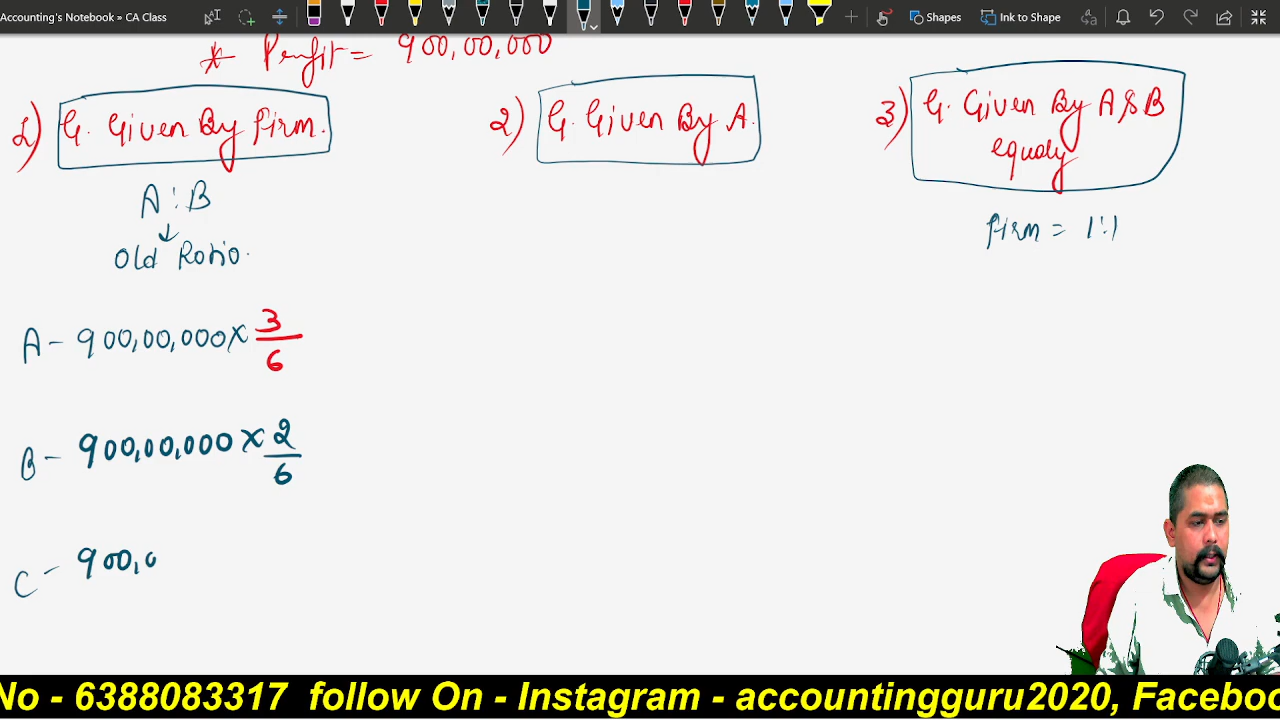 Accounting's Notebook » CA Class
Shapes
Ink to Shape
* Profit = 900,00,000
1) G. Given By firm.
2) G. Given By A.
3) G. Given By A & B
equaly
A : B
Old Ratio.
firm = 1:1
A - 900,00,000 x 3/6
B - 900,00,000 x 2/6
C - 900,0
No - 6388083317 follow On - Instagram - accountingguru2020, Faceboo